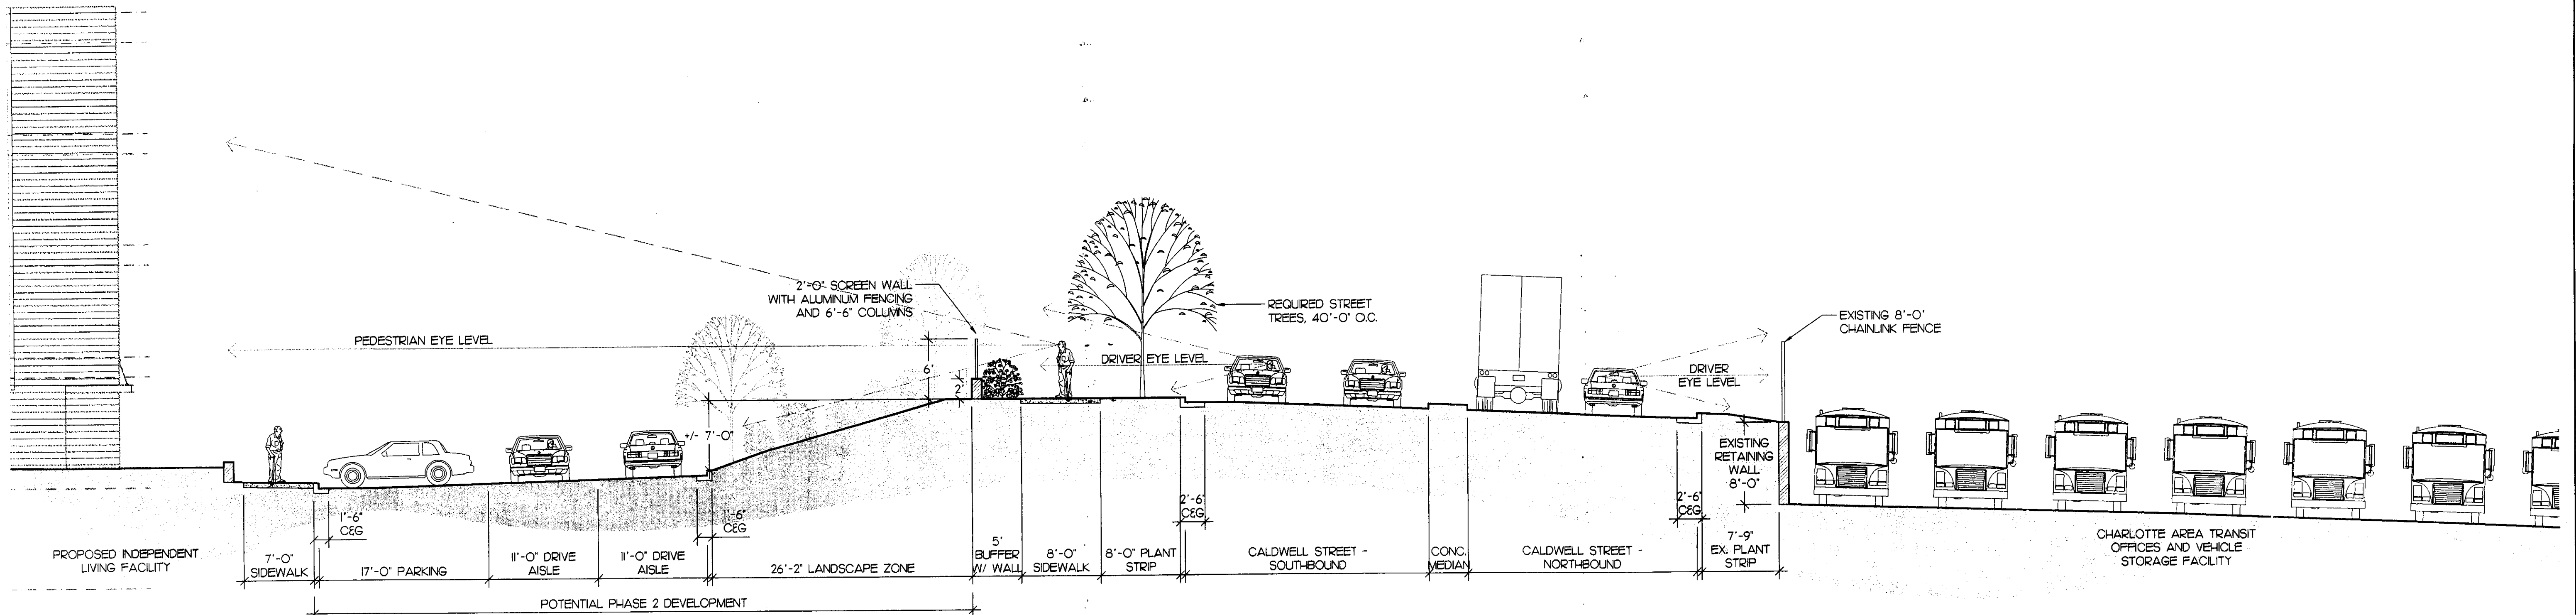 2'-0" SCREEN WALL
WITH ALUMINUM FENCING
AND 6'-6" COLUMNS
REQUIRED STREET
TREES, 40'-0" O.C.
EXISTING 8'-0'
CHAINLINK FENCE
PEDESTRIAN EYE LEVEL
DRIVER EYE LEVEL
DRIVER
EYE LEVEL
6'
2'
+/- 7'-0"
EXISTING
RETAINING
WALL
8'-0"
1'-6"
C&G
1'-6"
C&G
2'-6"
C&G
2'-6"
C&G
PROPOSED INDEPENDENT
LIVING FACILITY
7'-0"
SIDEWALK
17'-0" PARKING
11'-0" DRIVE
AISLE
11'-0" DRIVE
AISLE
26'-2" LANDSCAPE ZONE
5'
BUFFER
W/ WALL
8'-0"
SIDEWALK
8'-0" PLANT
STRIP
CALDWELL STREET -
SOUTHBOUND
CONC.
MEDIAN
CALDWELL STREET -
NORTHBOUND
7'-9"
EX. PLANT
STRIP
CHARLOTTE AREA TRANSIT
OFFICES AND VEHICLE
STORAGE FACILITY
POTENTIAL PHASE 2 DEVELOPMENT